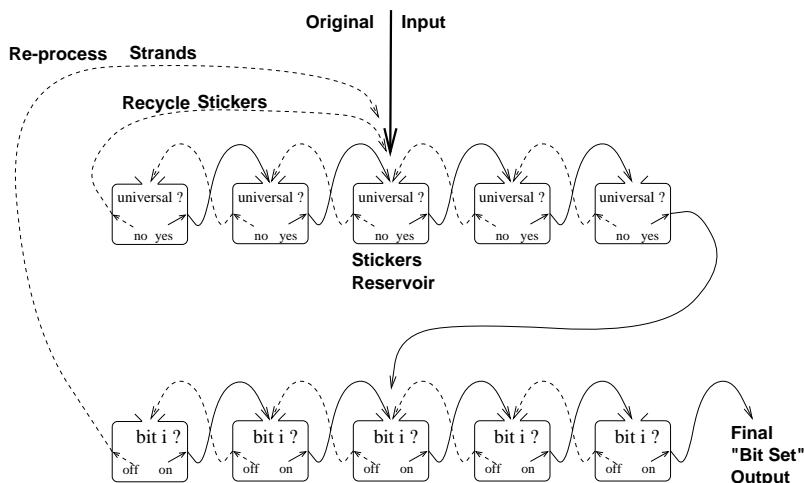 Original Input
Re-process Strands
Recycle Stickers
universal ? universal ? universal ? universal ? universal ?
no yes no yes no yes no yes no yes
Stickers
Reservoir
bit i ? bit i ? bit i ? bit i ? bit i ?
off on off on off on off on off on
Final
"Bit Set"
Output